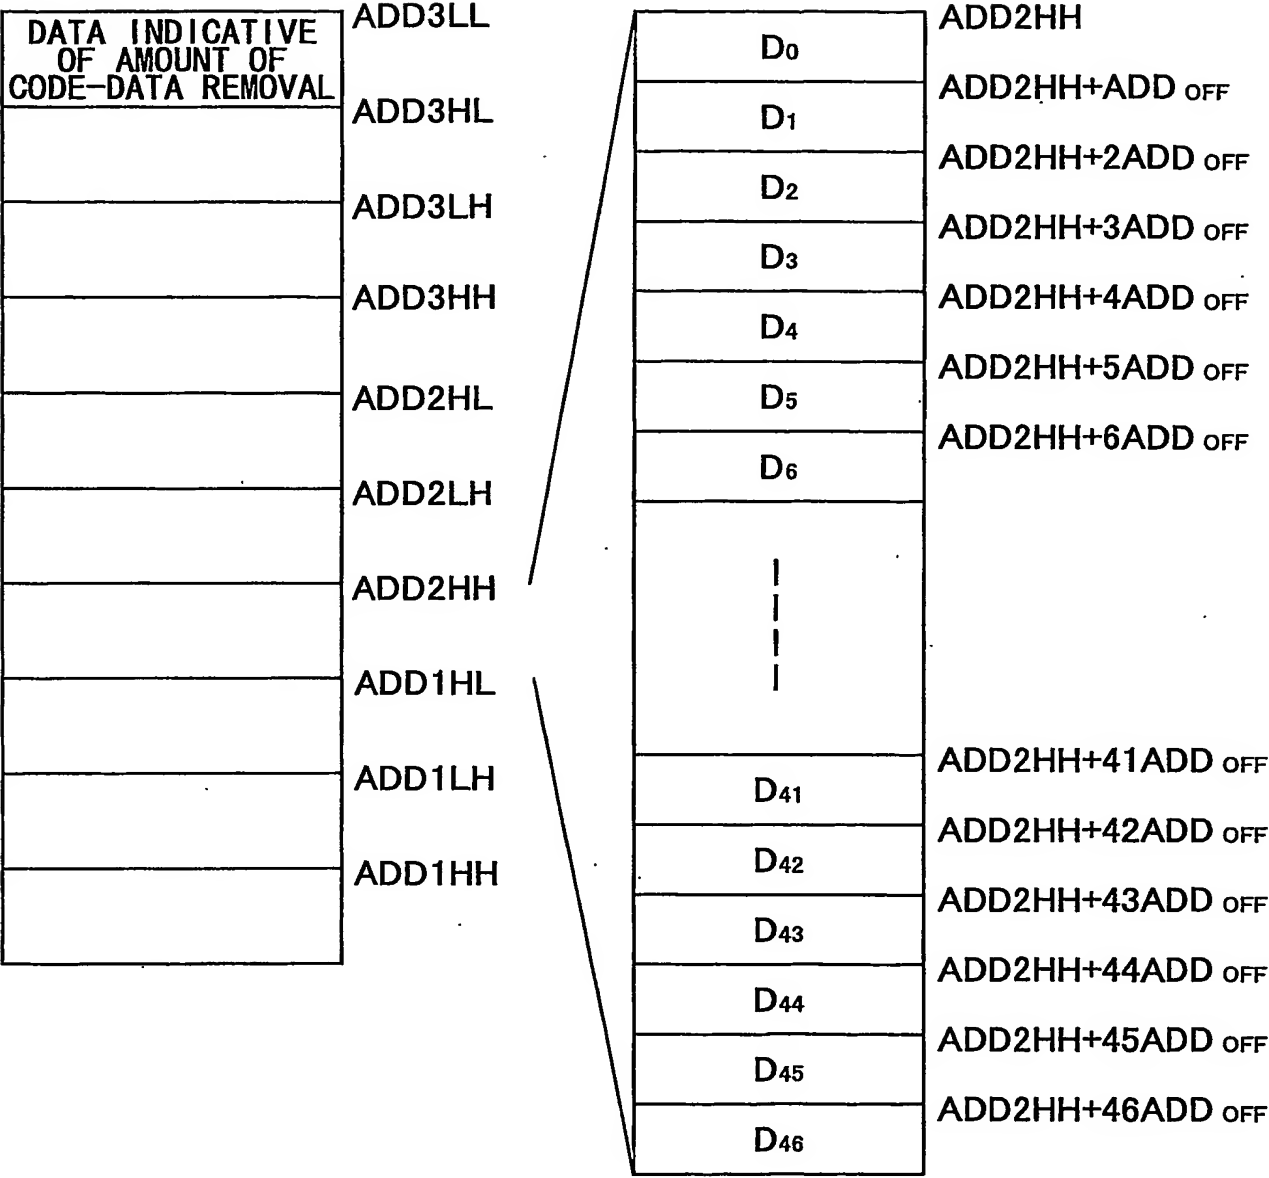 DATA INDICATIVE
OF AMOUNT OF
CODE-DATA REMOVAL
ADD3LL
ADD3HL
ADD3LH
ADD3HH
ADD2HL
ADD2LH
ADD2HH
ADD1HL
ADD1LH
ADD1HH
D0
D1
D2
D3
D4
D5
D6
D41
D42
D43
D44
D45
D46
ADD2HH
ADD2HH+ADD OFF
ADD2HH+2ADD OFF
ADD2HH+3ADD OFF
ADD2HH+4ADD OFF
ADD2HH+5ADD OFF
ADD2HH+6ADD OFF
ADD2HH+41ADD OFF
ADD2HH+42ADD OFF
ADD2HH+43ADD OFF
ADD2HH+44ADD OFF
ADD2HH+45ADD OFF
ADD2HH+46ADD OFF